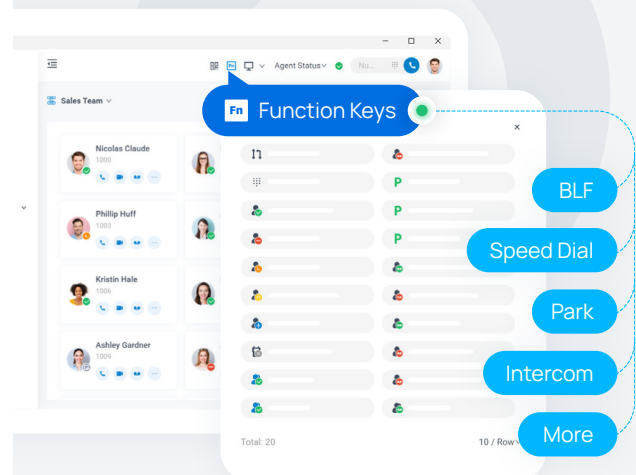 Agent Status
Nu...
Sales Team
Fn Function Keys
Nicolas Claude
1000
Phillip Huff
1003
Kristin Hale
1006
Ashley Gardner
1009
P
P
P
BLF
Speed Dial
Park
Intercom
More
Total: 20
10 / Row